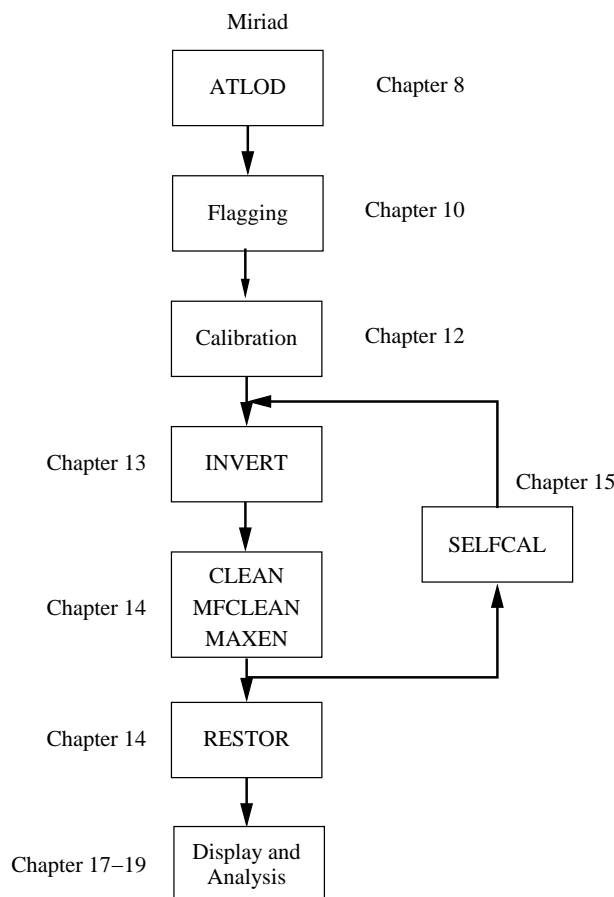 Miriad
ATLOD
Chapter 8
Flagging
Chapter 10
Calibration
Chapter 12
Chapter 13
INVERT
Chapter 15
SELFCAL
Chapter 14
CLEAN
MFCLEAN
MAXEN
Chapter 14
RESTOR
Chapter 17–19
Display and
Analysis